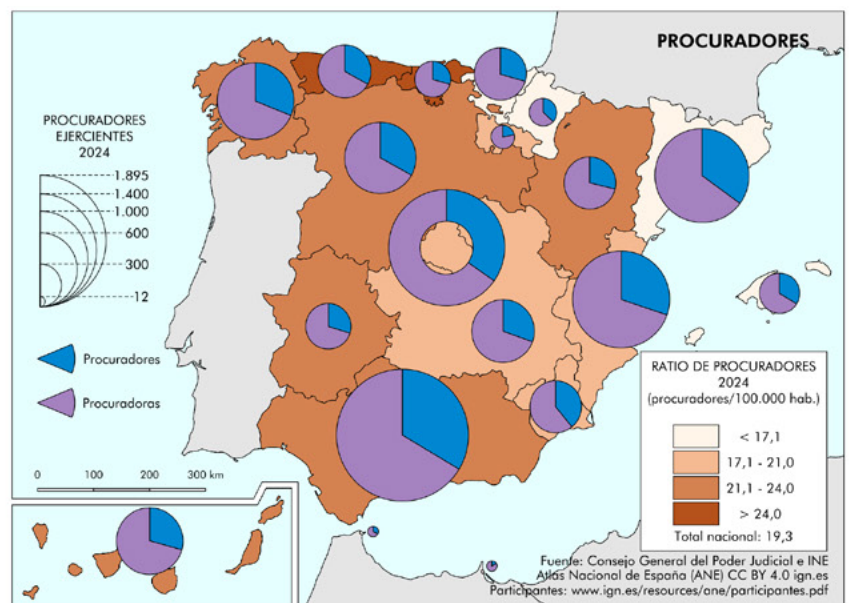 PROCURADORES
PROCURADORES
EJERCIENTES
2024
1.895
1.400
1.000
600
300
12
Procuradores
Procuradoras
0 100 200 300 km
RATIO DE PROCURADORES
2024
(procuradores/100.000 hab.)
< 17,1
17,1 - 21,0
21,1 - 24,0
> 24,0
Total nacional: 19,3
Fuente: Consejo General del Poder Judicial e INE
Atlas Nacional de España (ANE) CC BY 4.0 ign.es
Participantes: www.ign.es/resources/ane/participantes.pdf